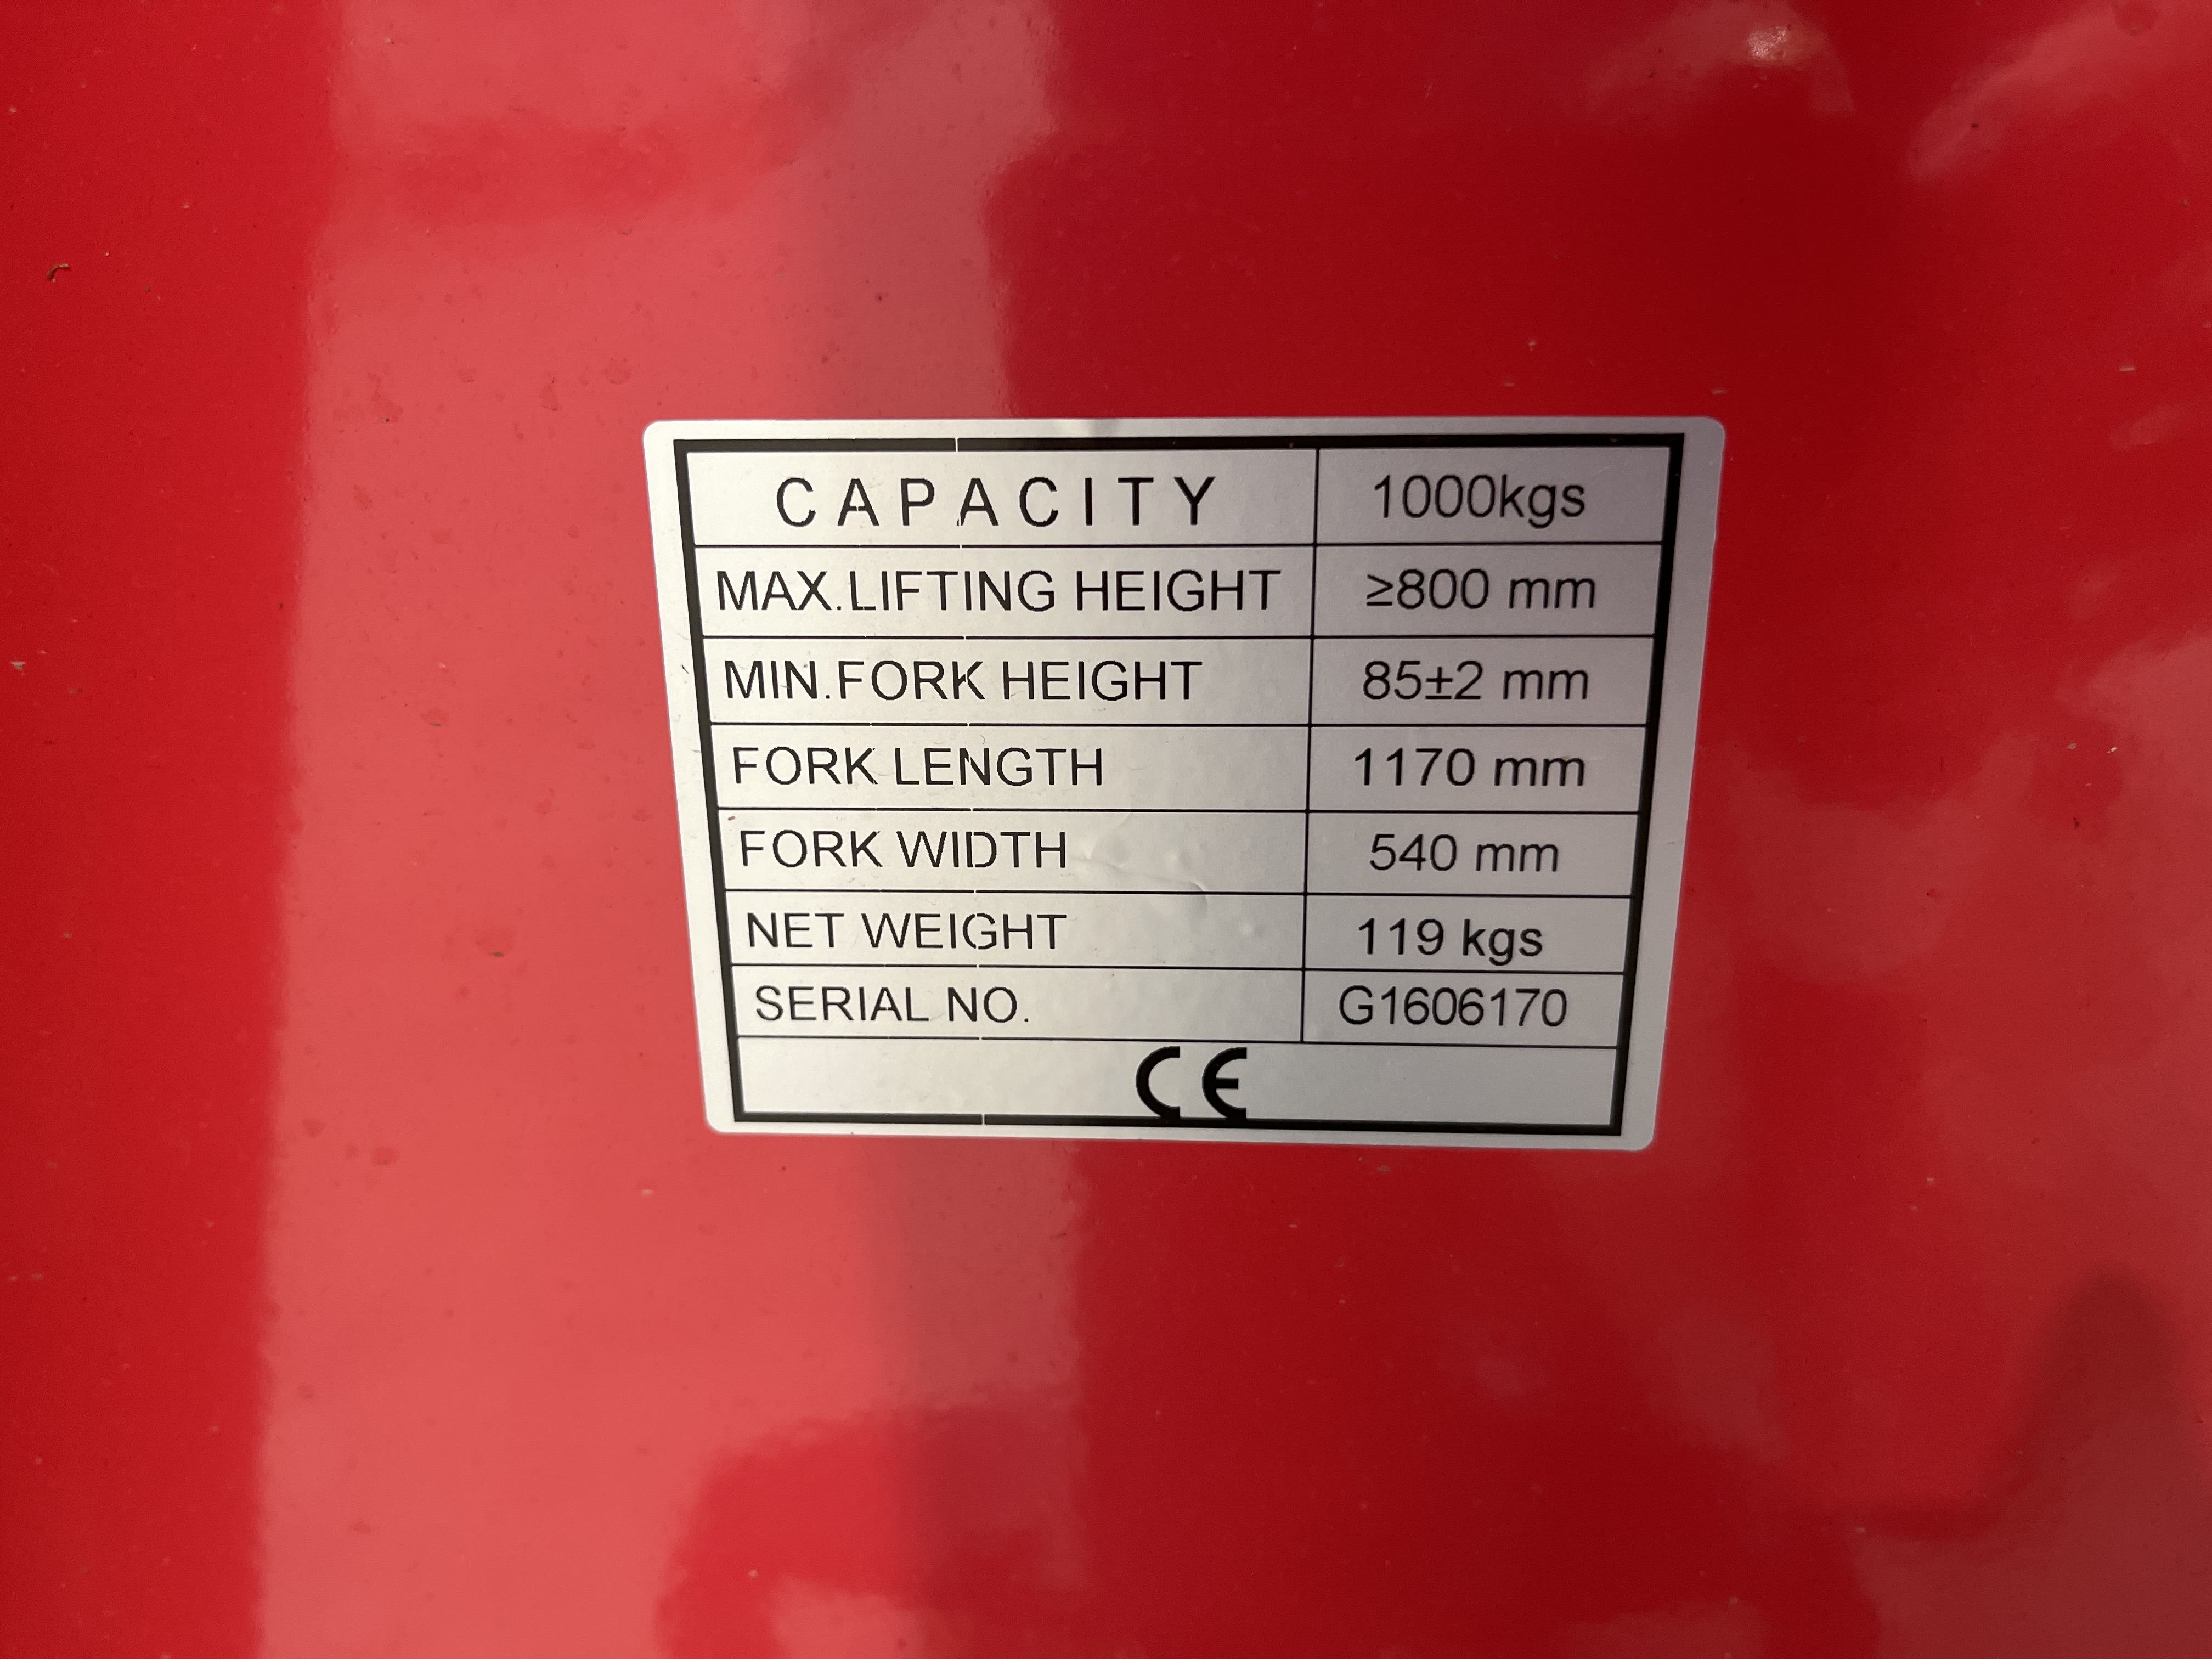 CAPACITY 1000kgs
MAX.LIFTING HEIGHT ≥800 mm
MIN.FORK HEIGHT 85±2 mm
FORK LENGTH 1170 mm
FORK WIDTH 540 mm
NET WEIGHT 119 kgs
SERIAL NO. G1606170
CE